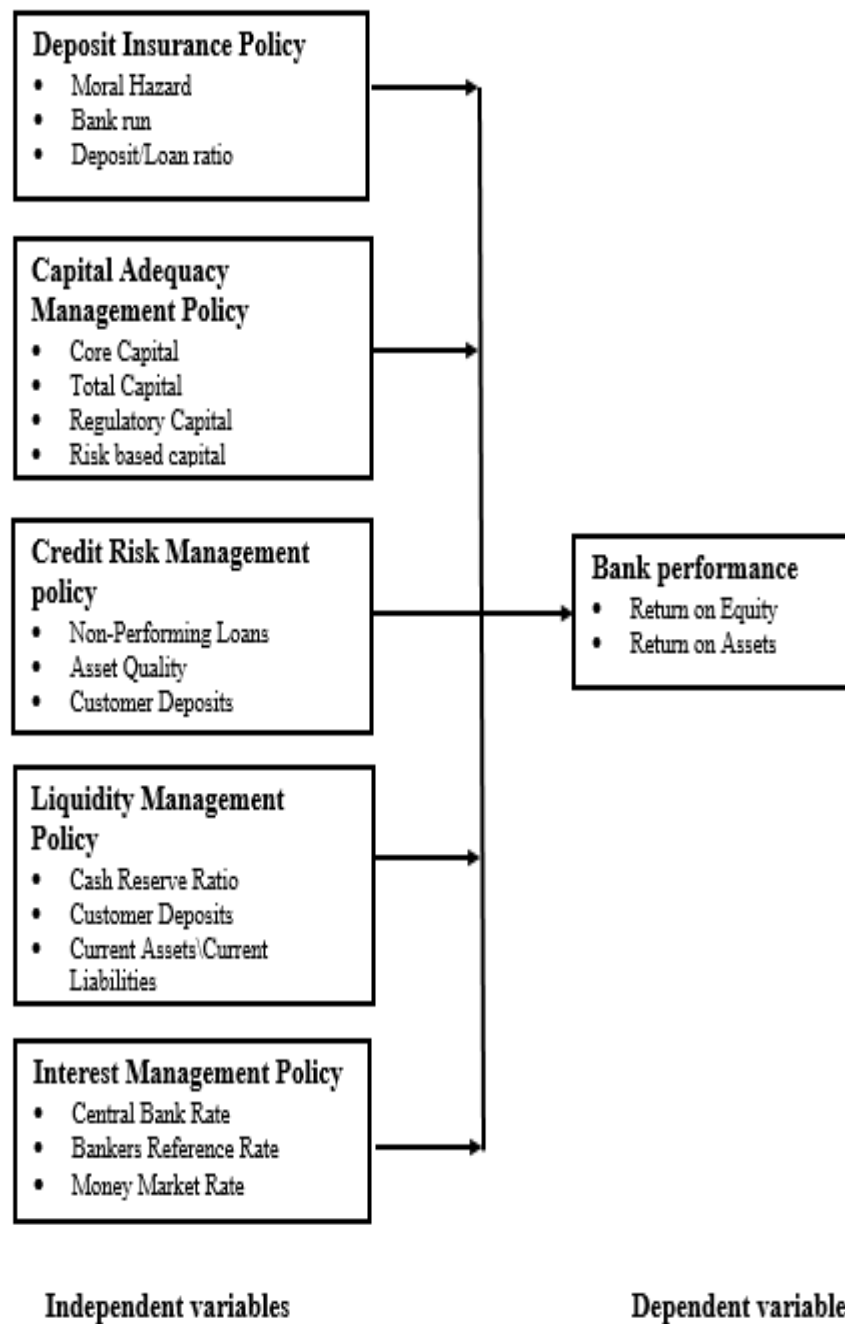 Deposit Insurance Policy
• Moral Hazard
• Bank run
• Deposit/Loan ratio
Capital Adequacy
Management Policy
• Core Capital
• Total Capital
• Regulatory Capital
• Risk based capital
Credit Risk Management
policy
• Non-Performing Loans
• Asset Quality
• Customer Deposits
Liquidity Management
Policy
• Cash Reserve Ratio
• Customer Deposits
• Current Assets\Current
Liabilities
Interest Management Policy
• Central Bank Rate
• Bankers Reference Rate
• Money Market Rate
Bank performance
• Return on Equity
• Return on Assets
Independent variables
Dependent variable